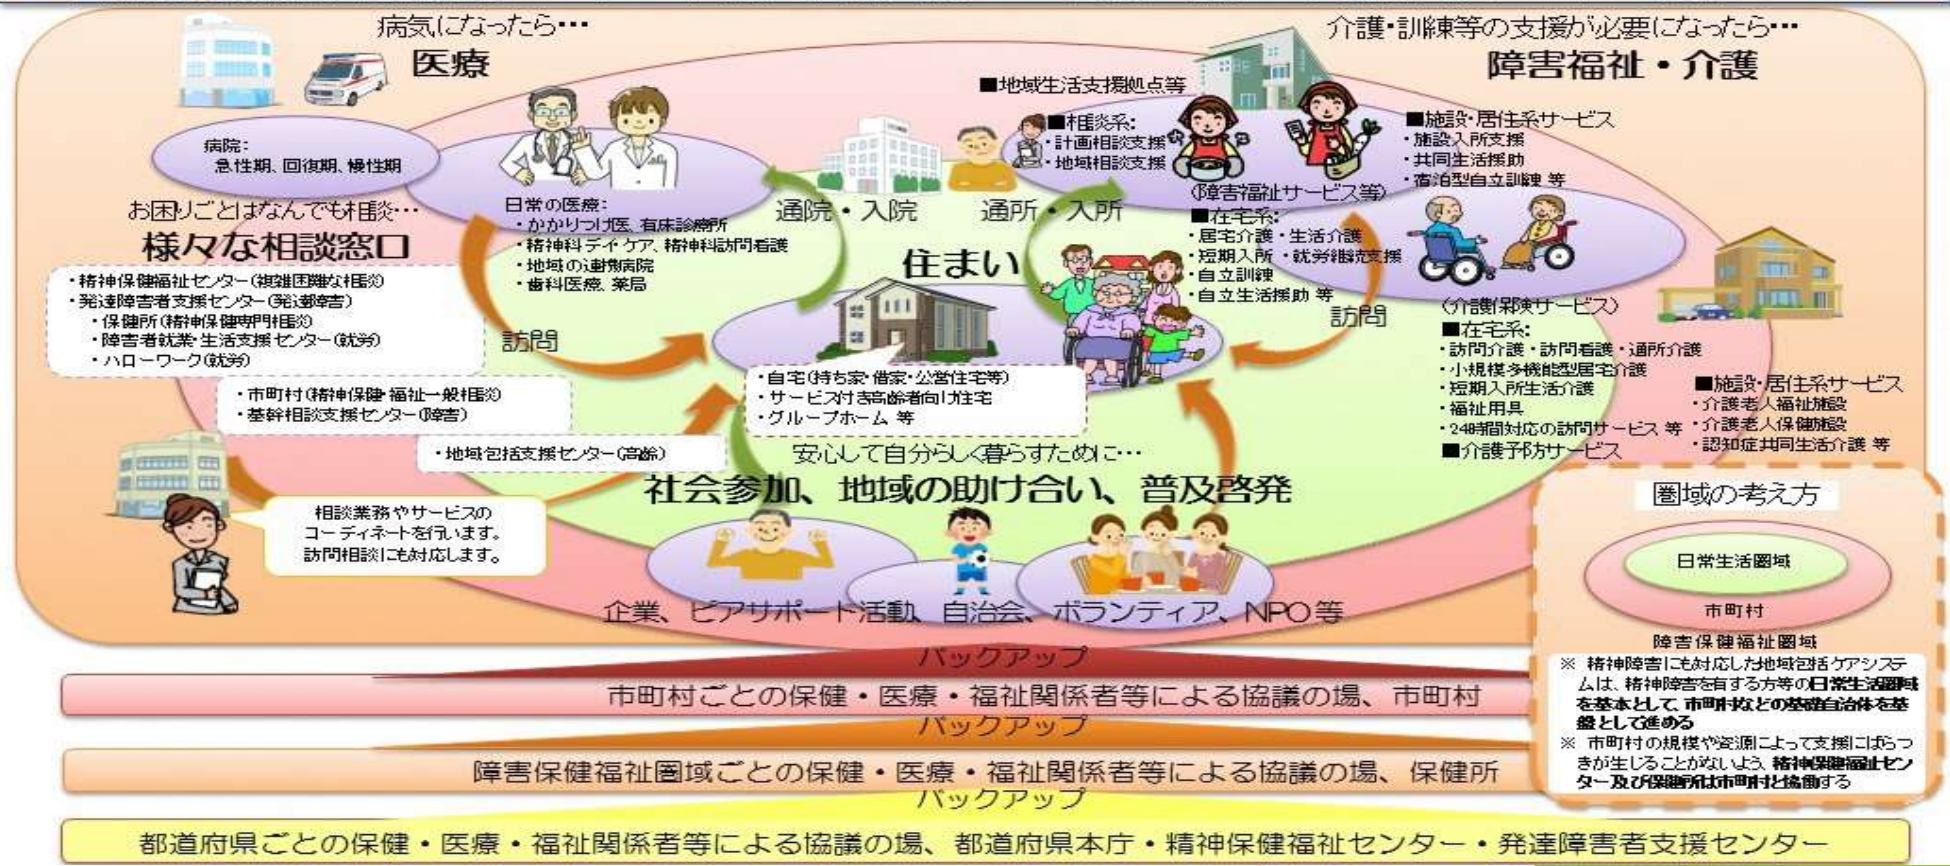 病気になったら…
医療
介護・訓練等の支援が必要になったら…
障害福祉・介護
病院：
急性期、回復期、慢性期
日常の医療：
・かかりつけ医、有床診療所
・精神科デイケア、精神科訪問看護
・地域の連携病院
・歯科医療、薬局
通院・入院
通所・入所
訪問
訪問
■地域生活支援拠点等
■相談系：
・計画相談支援
・地域相談支援
(障害福祉サービス等)
■在宅系：
・居宅介護・生活介護
・短期入所・就労継続支援
・自立訓練
・自立生活援助 等
■施設・居住系サービス
・施設入所支援
・共同生活援助
・宿泊型自立訓練 等
お困りごとはなんでも相談…
様々な相談窓口
・精神保健福祉センター(複雑困難な相談)
・発達障害者支援センター(発達障害)
・保健所(精神保健専門相談)
・障害者就業・生活支援センター(就労)
・ハローワーク(就労)
・市町村(精神保健・福祉一般相談)
・基幹相談支援センター(障害)
・地域包括支援センター(高齢)
相談業務やサービスの
コーディネートを行います。
訪問相談にも対応します。
住まい
・自宅(持ち家・借家・公営住宅等)
・サービス付き高齢者向け住宅
・グループホーム 等
(介護保険サービス)
■在宅系：
・訪問介護・訪問看護・通所介護
・小規模多機能型居宅介護
・短期入所生活介護
・福祉用具
・24時間対応の訪問サービス 等
■介護予防サービス
■施設・居住系サービス
・介護老人福祉施設
・介護老人保健施設
・認知症共同生活介護 等
安心して自分らしく暮らすために…
社会参加、地域の助け合い、普及啓発
企業、ピアサポート活動、自治会、ボランティア、NPO等
圏域の考え方
日常生活圏域
市町村
障害保健福祉圏域
※ 精神障害にも対応した地域包括ケアシステ
ムは、精神障害を有する方等の日常生活圏域
を基本として、市町村などの基礎自治体を基
盤として進める
※ 市町村の規模や資源によって支援にばらつ
きが生じることがないよう、精神保健福祉セン
ター及び保健所は市町村と協働する
バックアップ
市町村ごとの保健・医療・福祉関係者等による協議の場、市町村
バックアップ
障害保健福祉圏域ごとの保健・医療・福祉関係者等による協議の場、保健所
バックアップ
都道府県ごとの保健・医療・福祉関係者等による協議の場、都道府県本庁・精神保健福祉センター・発達障害者支援センター